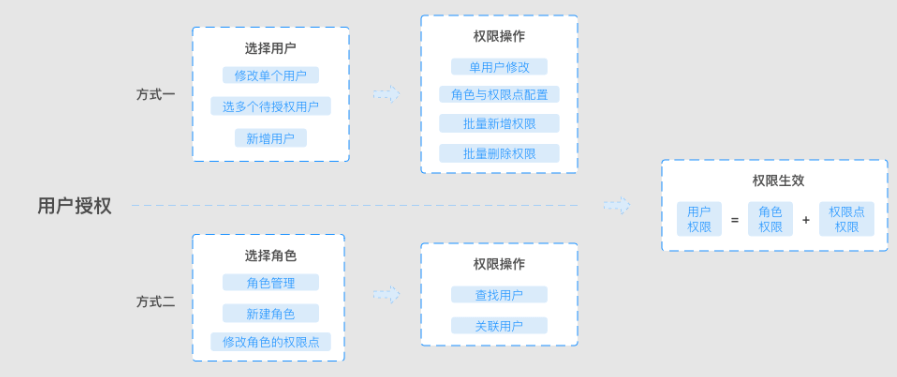 用户授权
方式一
选择用户
修改单个用户
选多个待授权用户
新增用户
权限操作
单用户修改
角色与权限点配置
批量新增权限
批量删除权限
方式二
选择角色
角色管理
新建角色
修改角色的权限点
权限操作
查找用户
关联用户
权限生效
用户
权限
=
角色
权限
+
权限点
权限